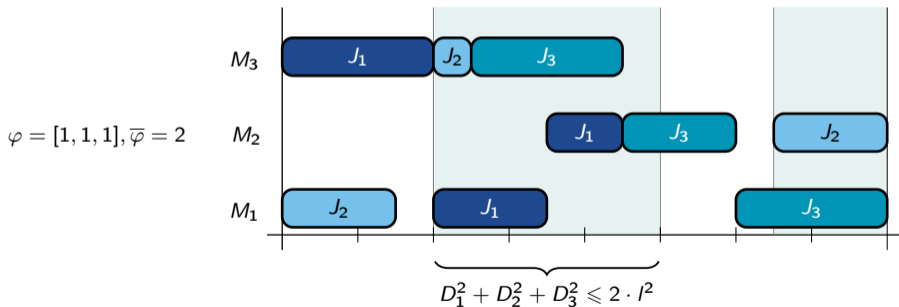 M₃ J₁ J₂ J₃
φ = [1, 1, 1], φ̅ = 2 M₂ J₁ J₃ J₂
M₁ J₂ J₁ J₃
D₁² + D₂² + D₃² ⩽ 2 · l²